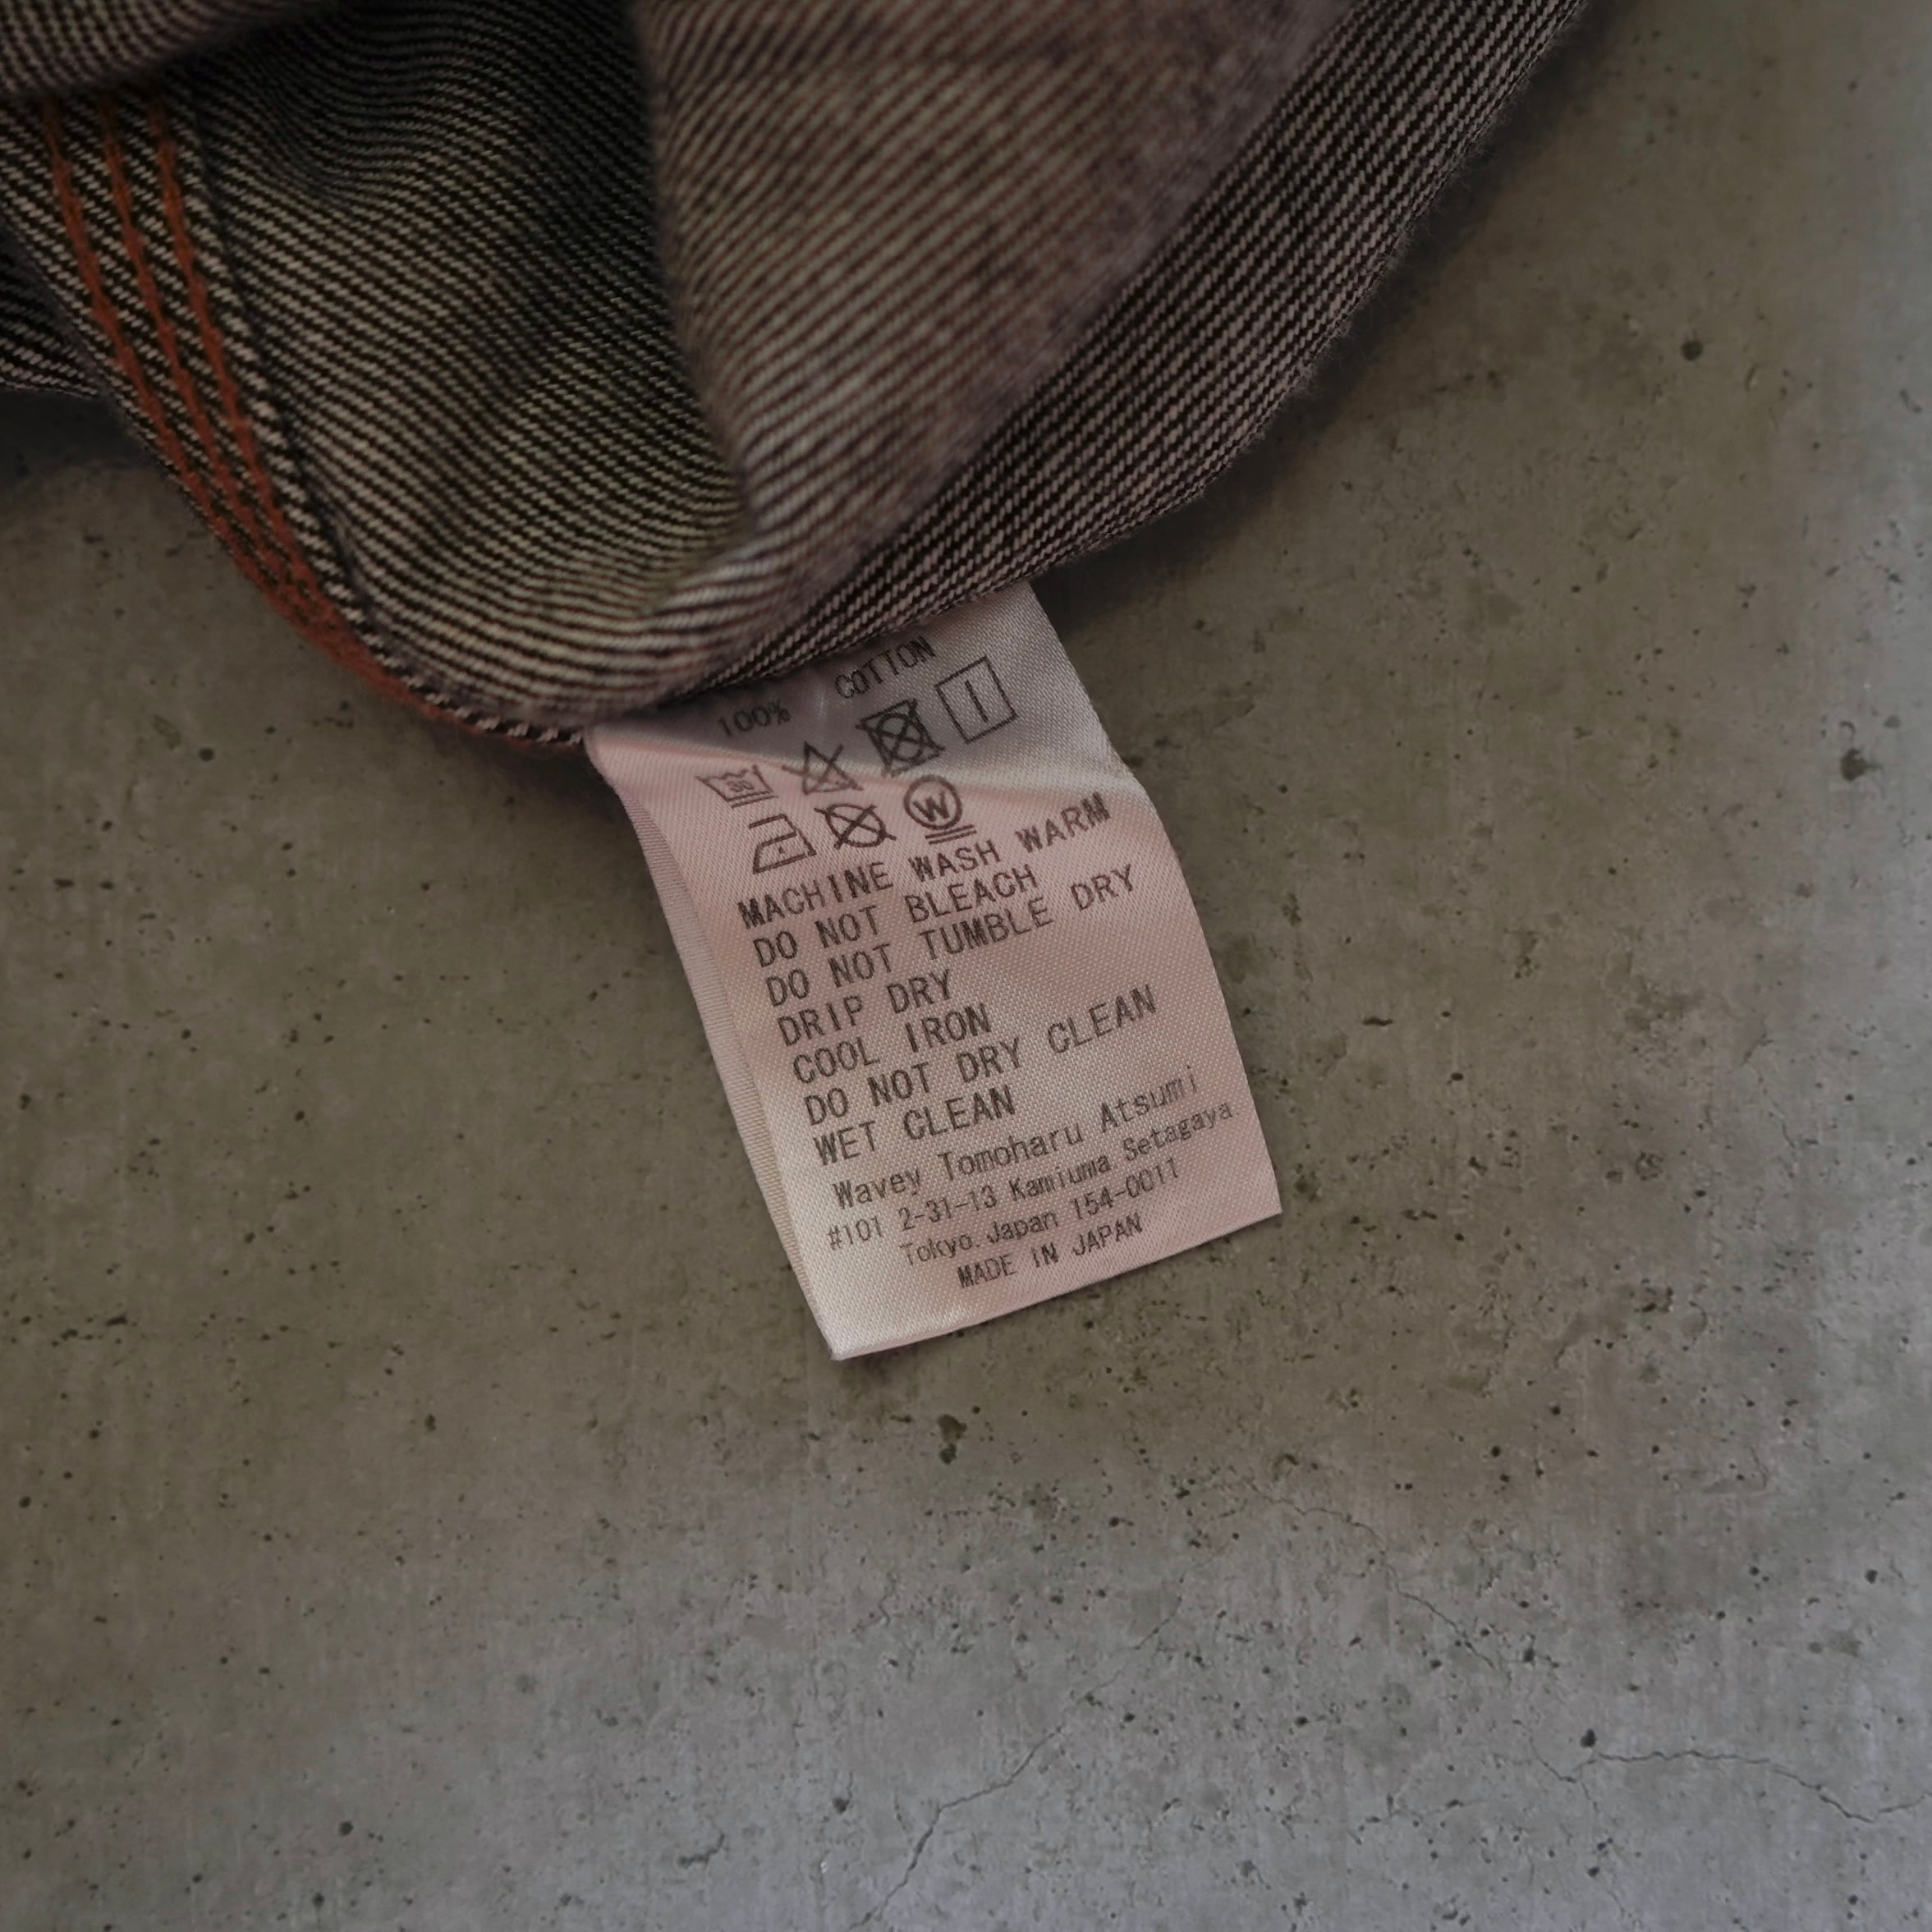 100% COTTON
30
W
MACHINE WASH WARM
DO NOT BLEACH
DO NOT TUMBLE DRY
DRIP DRY
COOL IRON
DO NOT DRY CLEAN
WET CLEAN
Wavey Tomoharu Atsumi
#101 2-31-13 Kamiuma Setagaya
Tokyo. Japan 154-0011
MADE IN JAPAN